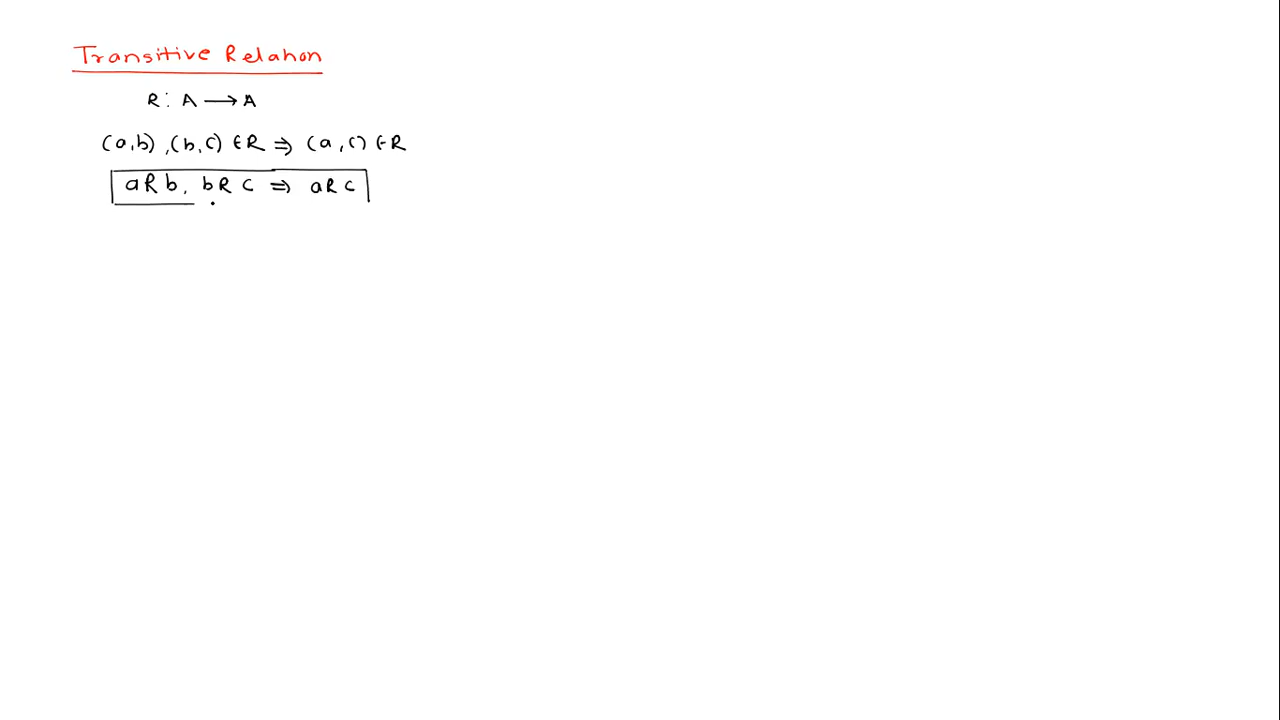 Transitive Relation
R : A ⟶ A
(a,b), (b,c) ∈ R ⇒ (a,c) ∈ R
aRb, bRc ⇒ aRc